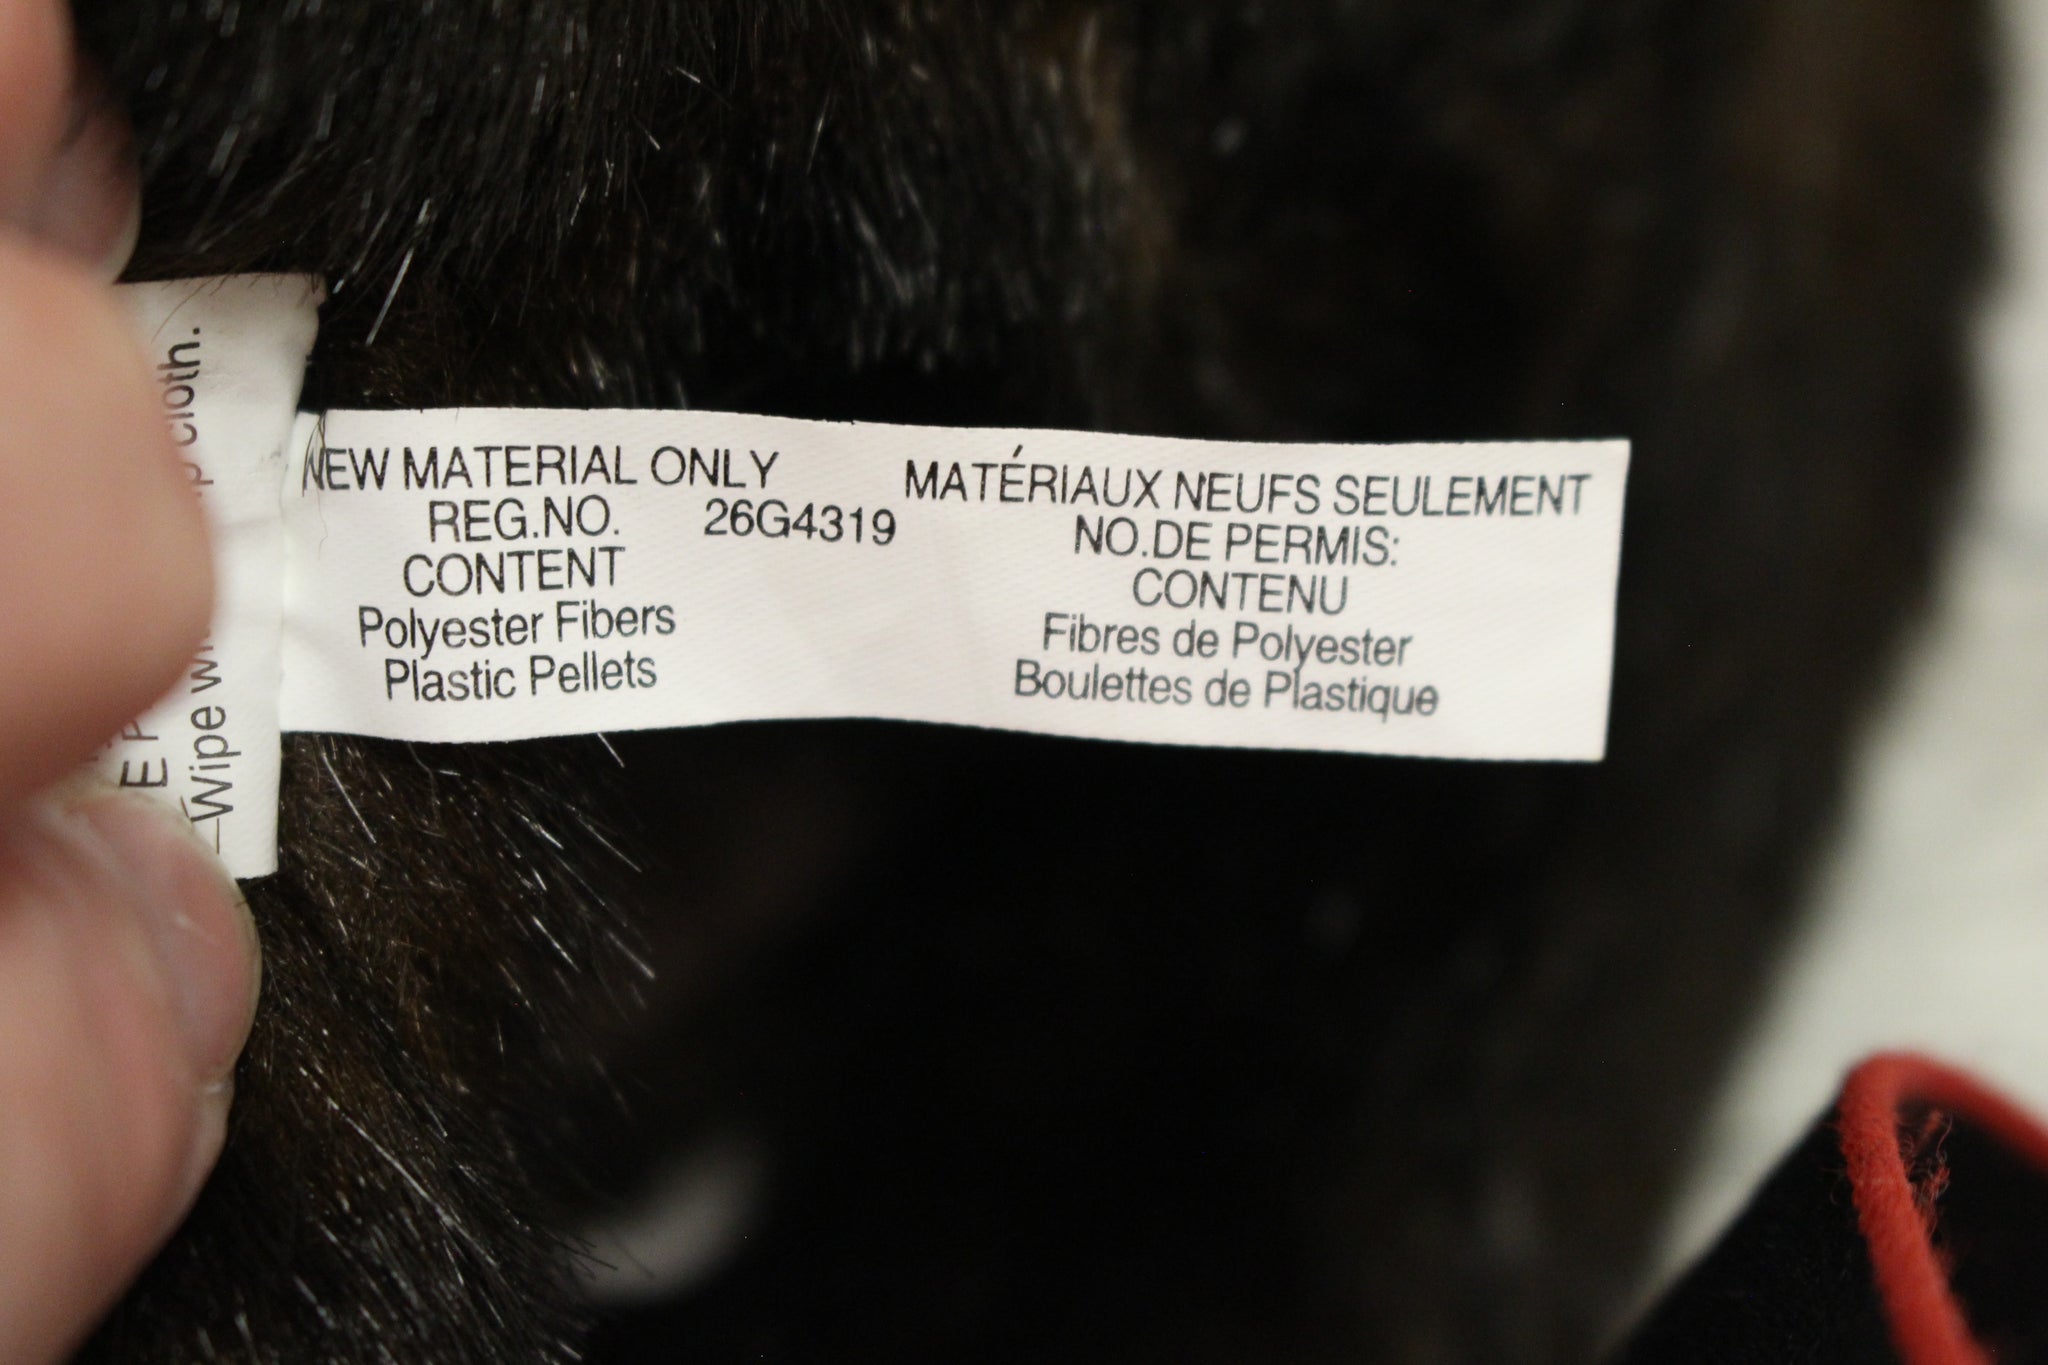 NEW MATERIAL ONLY
REG.NO. 26G4319
CONTENT
Polyester Fibers
Plastic Pellets
MATÉRIAUX NEUFS SEULEMENT
NO.DE PERMIS:
CONTENU
Fibres de Polyester
Boulettes de Plastique
Wipe cloth.